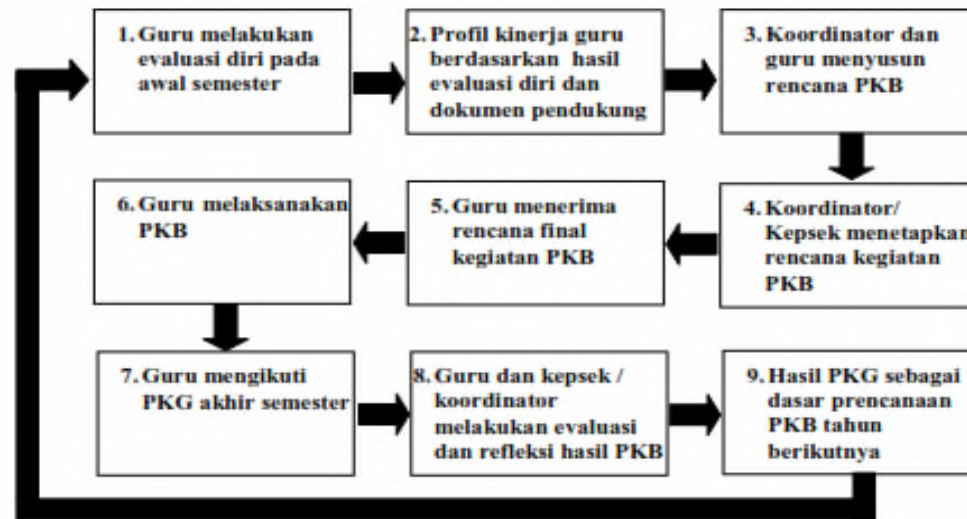 1. Guru melakukan
evaluasi diri pada
awal semester
2. Profil kinerja guru
berdasarkan hasil
evaluasi diri dan
dokumen pendukung
3. Koordinator dan
guru menyusun
rencana PKB
4. Koordinator/
Kepsek menetapkan
rencana kegiatan
PKB
5. Guru menerima
rencana final
kegiatan PKB
6. Guru melaksanakan
PKB
7. Guru mengikuti
PKG akhir semester
8. Guru dan kepsek /
koordinator
melakukan evaluasi
dan refleksi hasil PKB
9. Hasil PKG sebagai
dasar prencanaan
PKB tahun
berikutnya